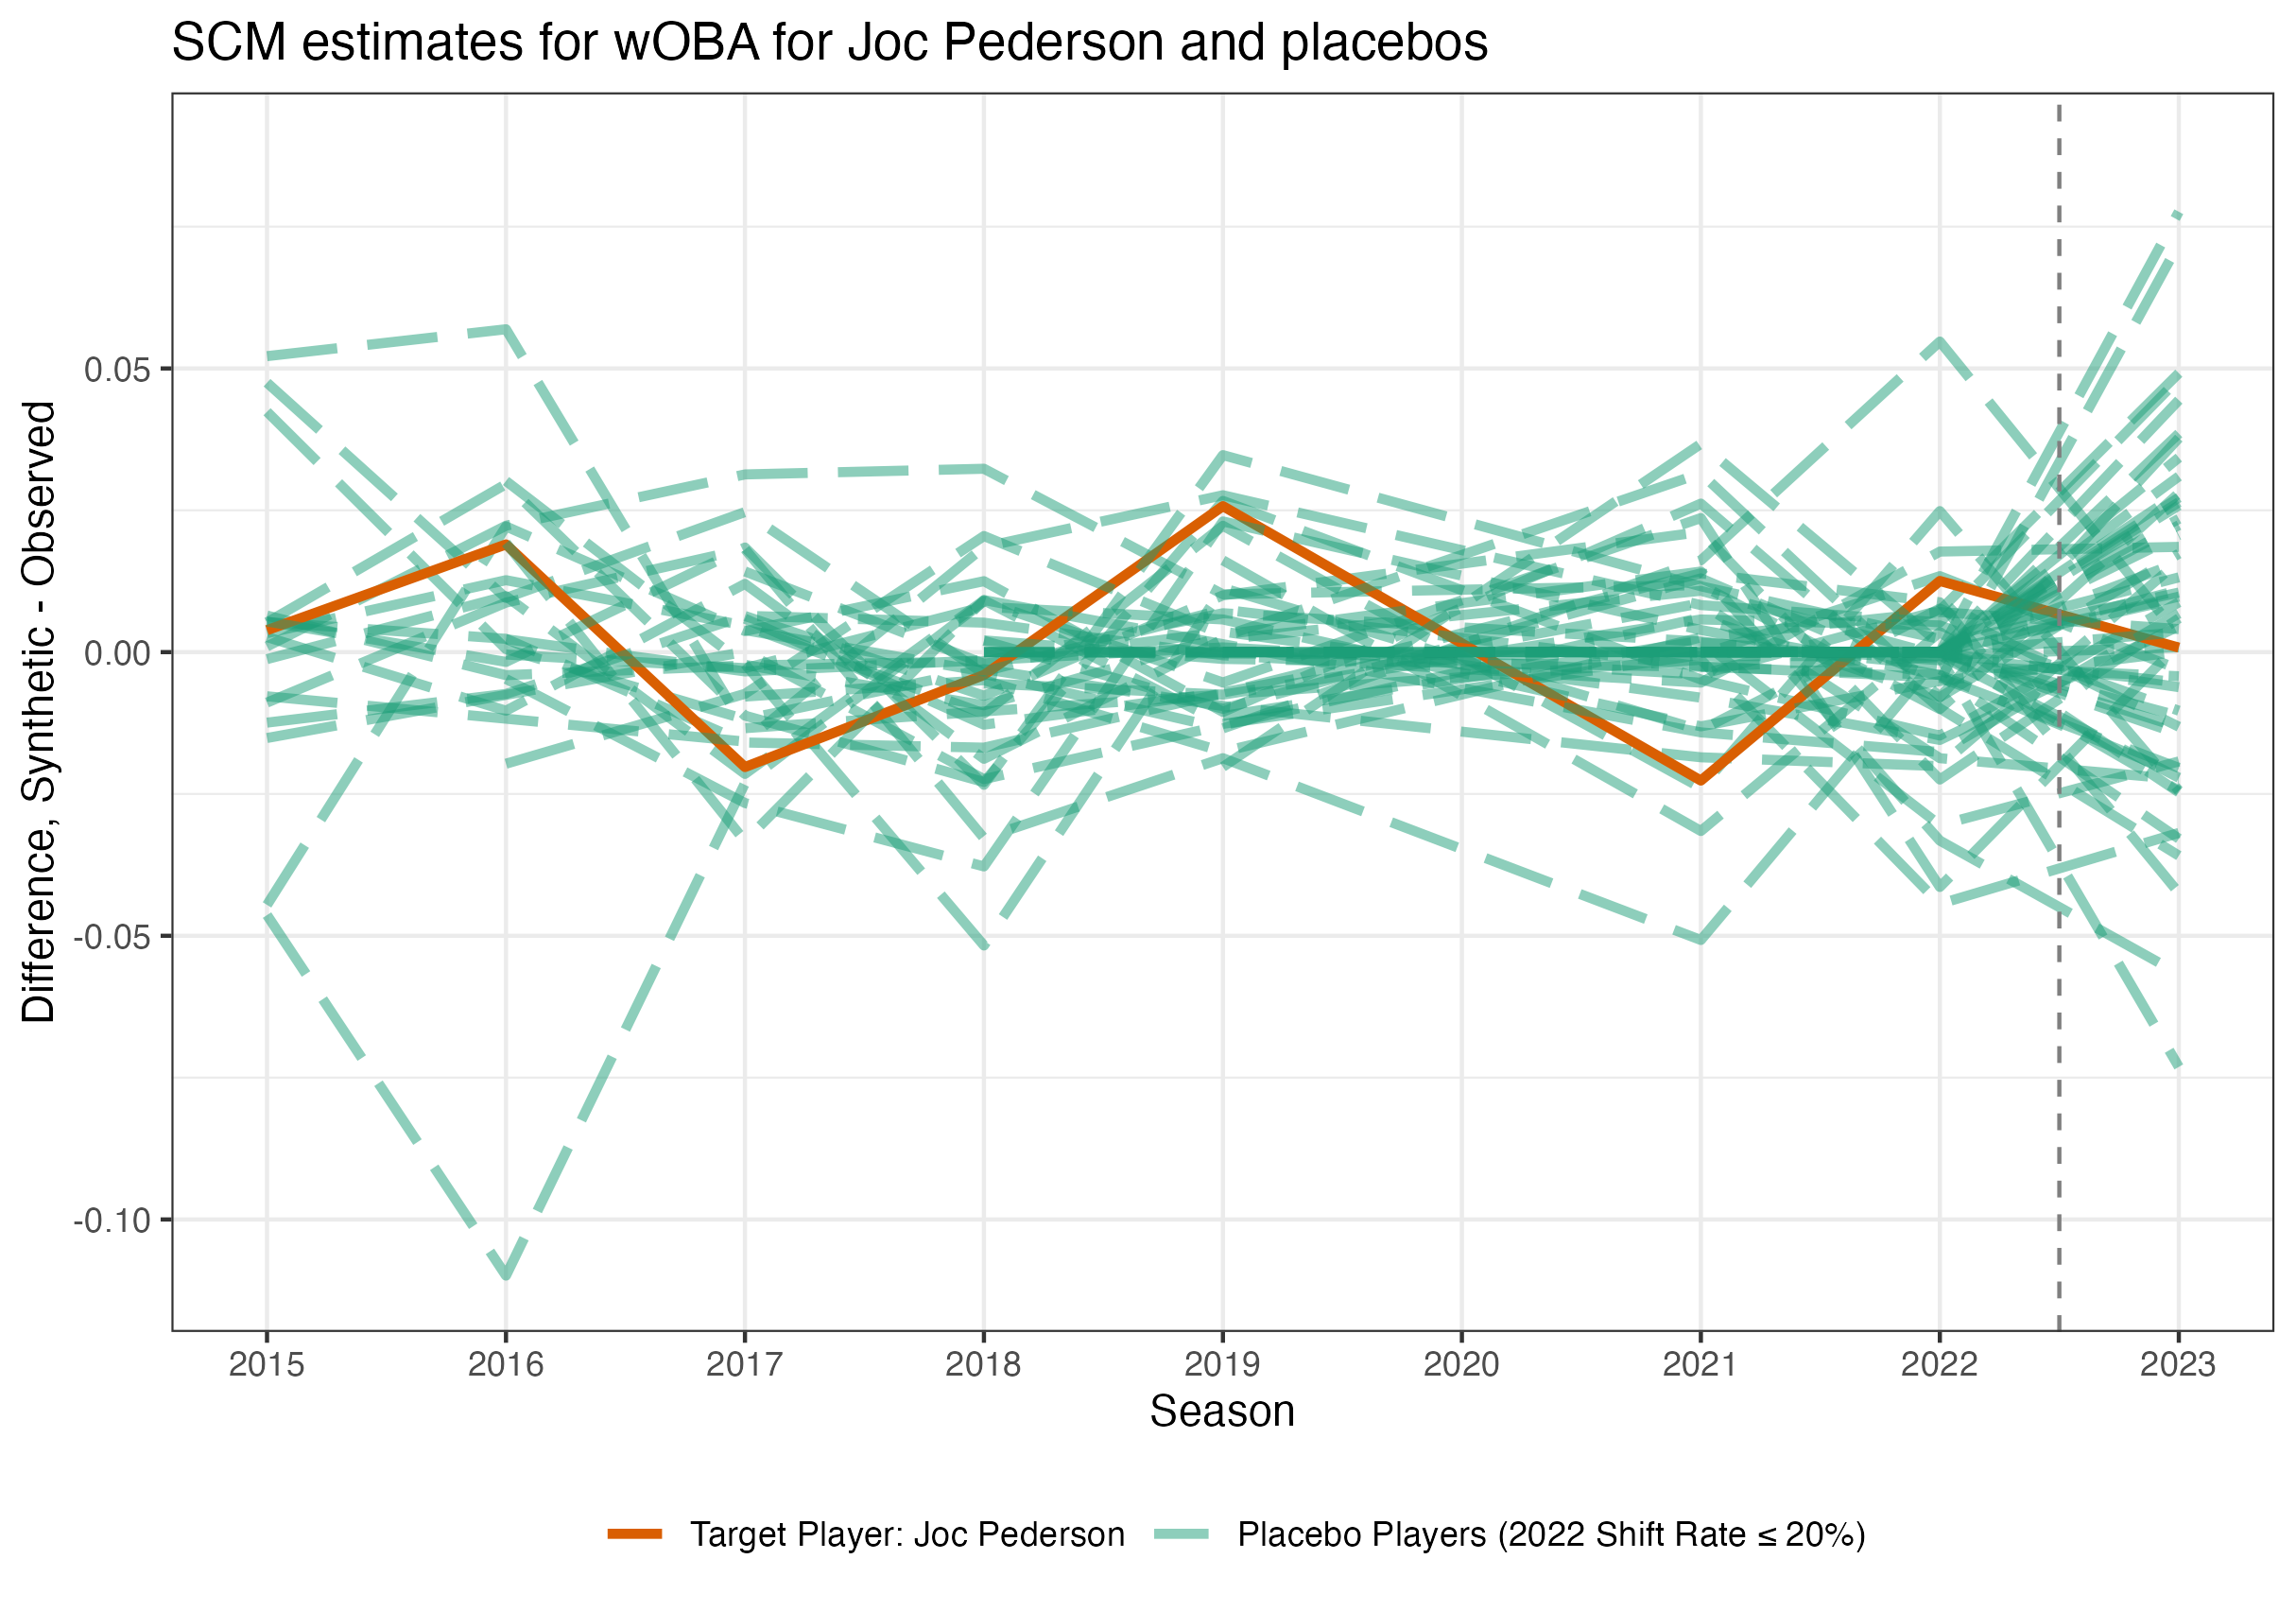 SCM estimates for wOBA for Joc Pederson and placebos
Difference, Synthetic - Observed
0.05
0.00
-0.05
-0.10
2015 2016 2017 2018 2019 2020 2021 2022 2023
Season
Target Player: Joc Pederson Placebo Players (2022 Shift Rate ≤ 20%)